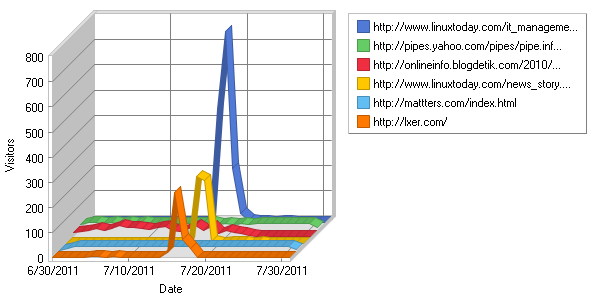 800
700
600
500
400
300
200
100
0
Visitors
6/30/2011 7/10/2011 7/20/2011 7/30/2011
Date
http://www.linuxtoday.com/it_manageme...
http://pipes.yahoo.com/pipes/pipe.inf...
http://onlineinfo.blogdetik.com/2010/...
http://www.linuxtoday.com/news_story....
http://mattters.com/index.html
http://lxer.com/